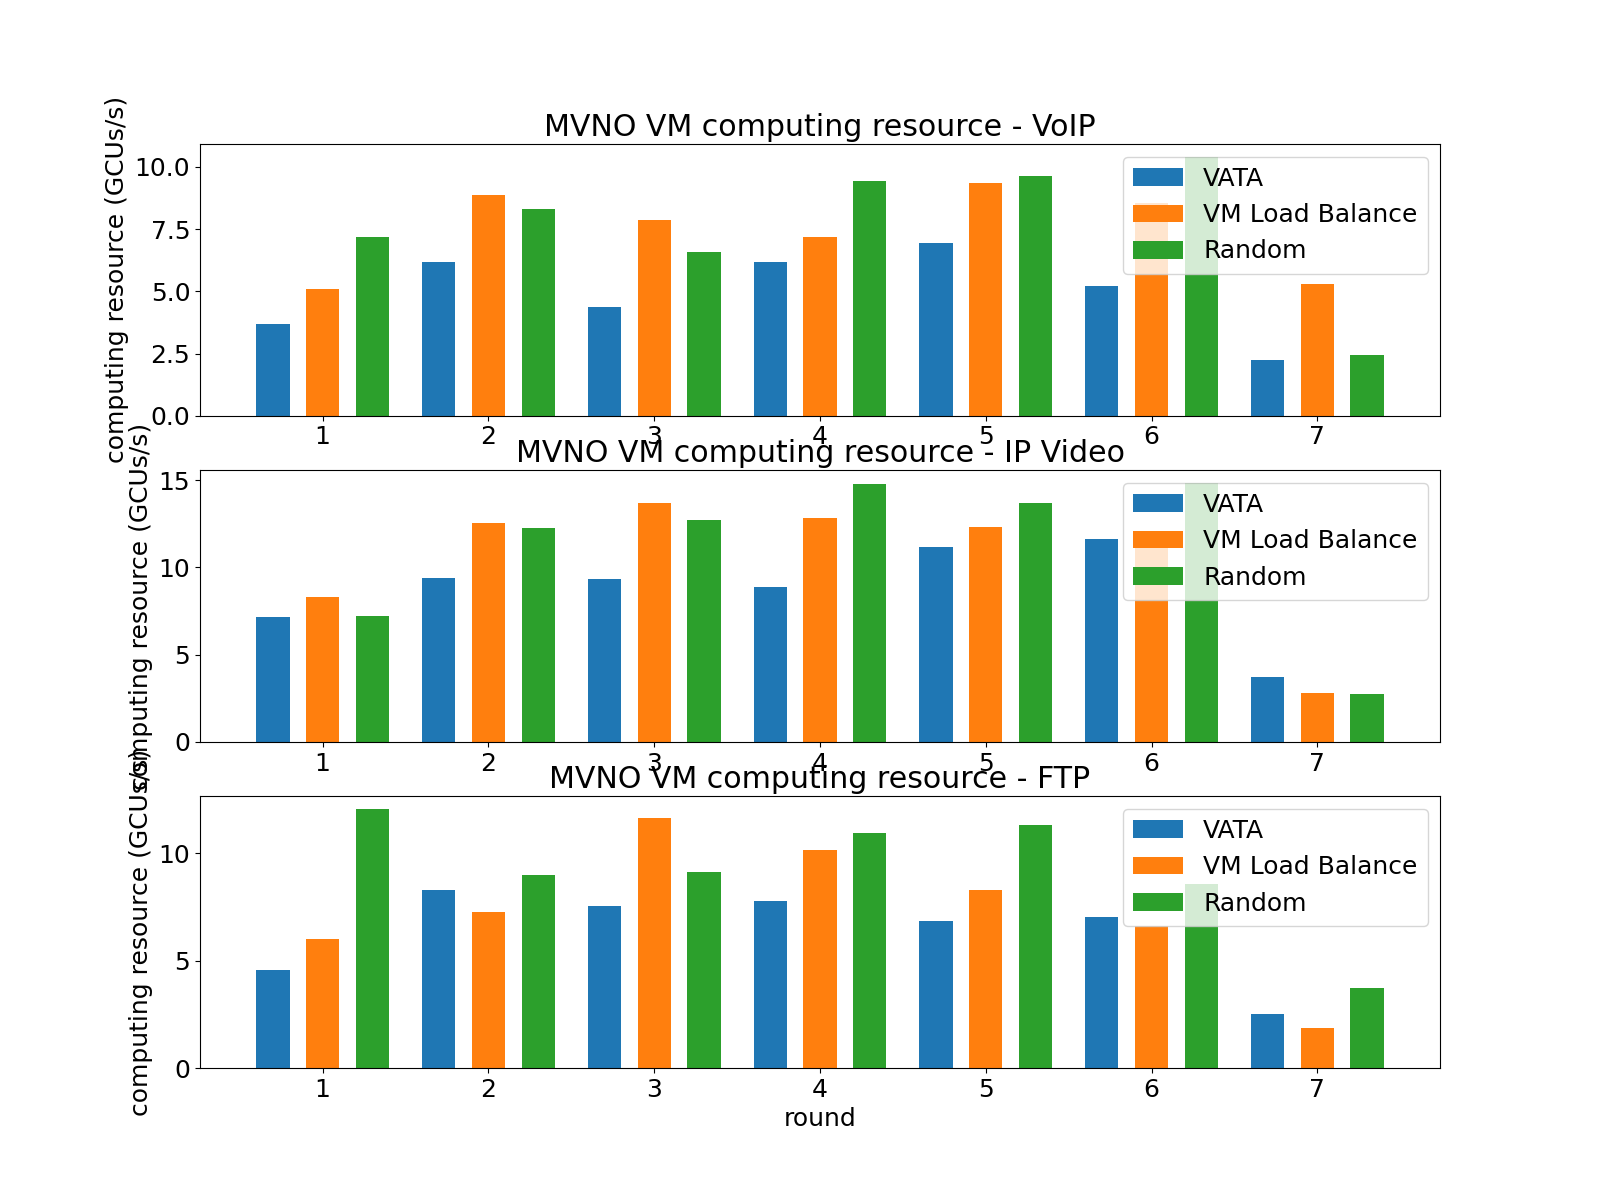 MVNO VM computing resource - VoIP
computing resource (GCUs/s)
10.0
7.5
5.0
2.5
0.0
VATA
VM Load Balance
Random
1 2 3 4 5 6 7
MVNO VM computing resource - IP Video
computing resource (GCUs/s)
15
10
5
0
VATA
VM Load Balance
Random
1 2 3 4 5 6 7
MVNO VM computing resource - FTP
computing resource (GCUs/s)
10
5
0
VATA
VM Load Balance
Random
1 2 3 4 5 6 7
round